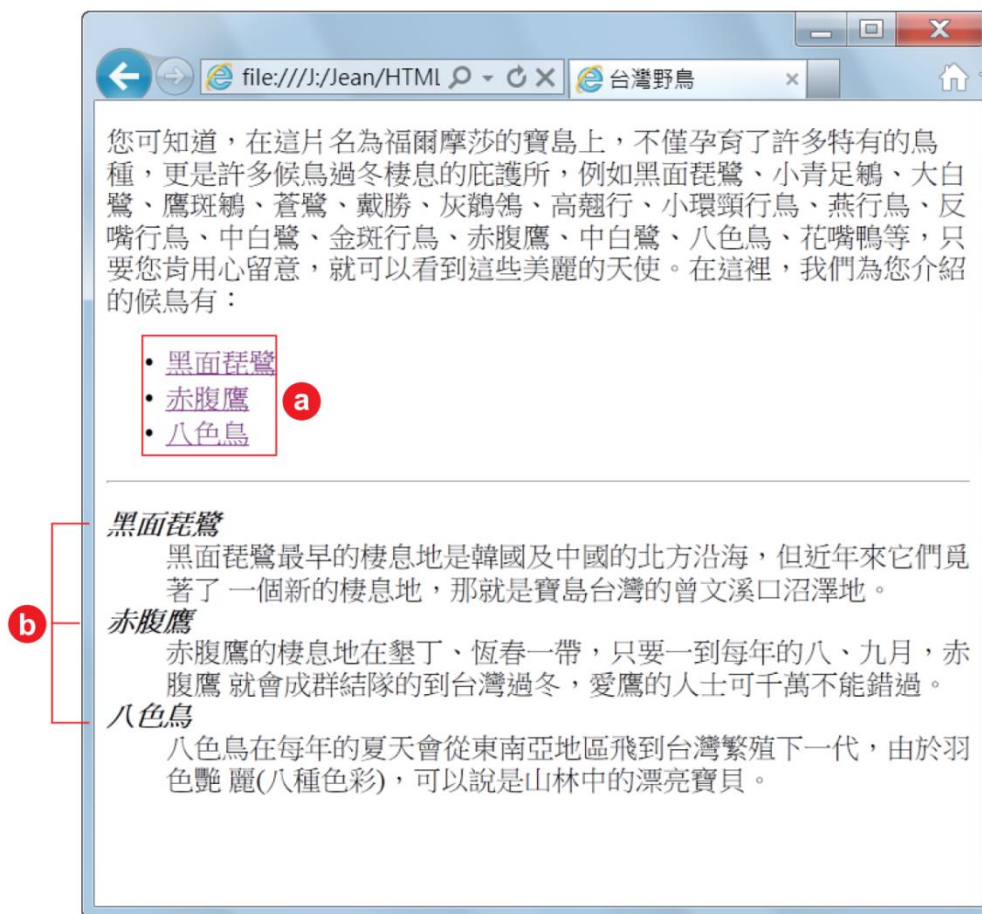 file:///J:/Jean/HTMl
台灣野鳥
您可知道，在這片名為福爾摩莎的寶島上，不僅孕育了許多特有的鳥
種，更是許多候鳥過冬棲息的庇護所，例如黑面琵鷺、小青足鷸、大白
鷺、鷹斑鷸、蒼鷺、戴勝、灰鶺鴒、高翹行、小環頸行鳥、燕行鳥、反
嘴行鳥、中白鷺、金斑行鳥、赤腹鷹、中白鷺、八色鳥、花嘴鴨等，只
要您肯用心留意，就可以看到這些美麗的天使。在這裡，我們為您介紹
的候鳥有：
• 黑面琵鷺
• 赤腹鷹
• 八色鳥
a
黑面琵鷺
黑面琵鷺最早的棲息地是韓國及中國的北方沿海，但近年來它們覓
著了 一個新的棲息地，那就是寶島台灣的曾文溪口沼澤地。
b
赤腹鷹
赤腹鷹的棲息地在墾丁、恆春一帶，只要一到每年的八、九月，赤
腹鷹 就會成群結隊的到台灣過冬，愛鷹的人士可千萬不能錯過。
八色鳥
八色鳥在每年的夏天會從東南亞地區飛到台灣繁殖下一代，由於羽
色艷 麗(八種色彩)，可以說是山林中的漂亮寶貝。